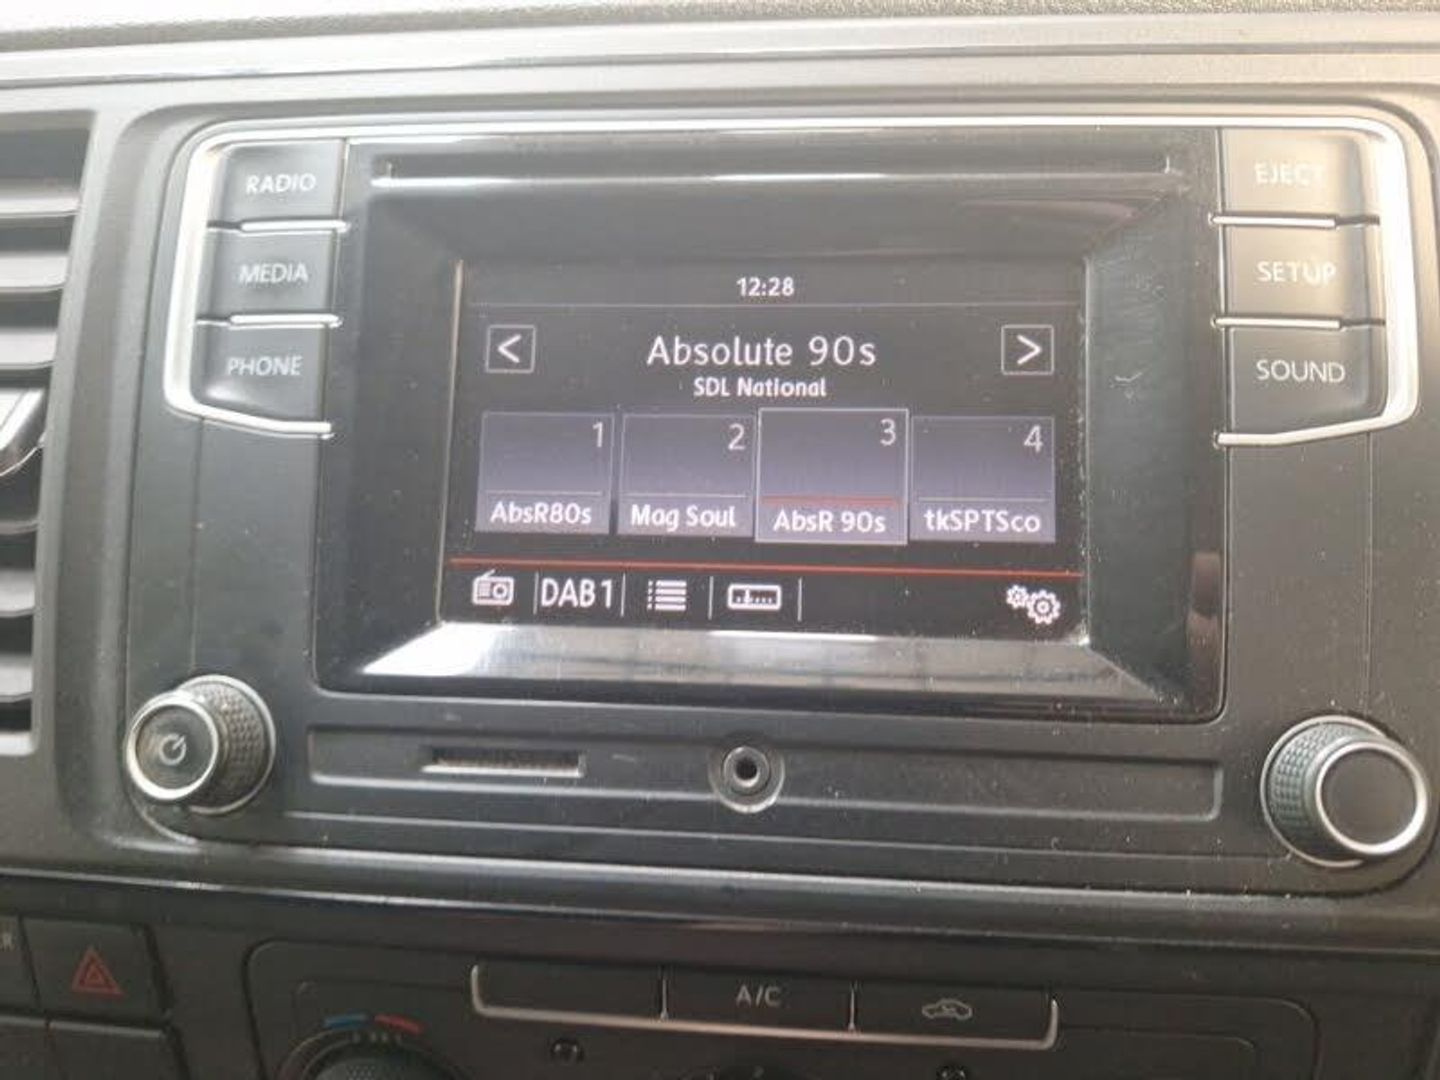 RADIO
MEDIA
PHONE
EJECT
SETUP
SOUND
12:28
< Absolute 90s >
SDL National
1 2 3 4
AbsR80s Mag Soul AbsR 90s tkSPTSco
DAB1
R
A/C